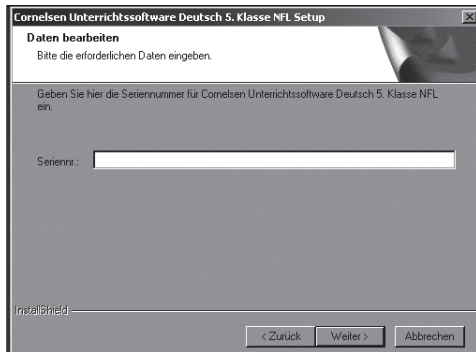 Cornelsen Unterrichtssoftware Deutsch 5. Klasse NFL Setup
Daten bearbeiten
Bitte die erforderlichen Daten eingeben.
Geben Sie hier die Seriennummer für Cornelsen Unterrichtssoftware Deutsch 5. Klasse NFL
ein.
Seriennr.:
InstallShield
< Zurück Weiter > Abbrechen